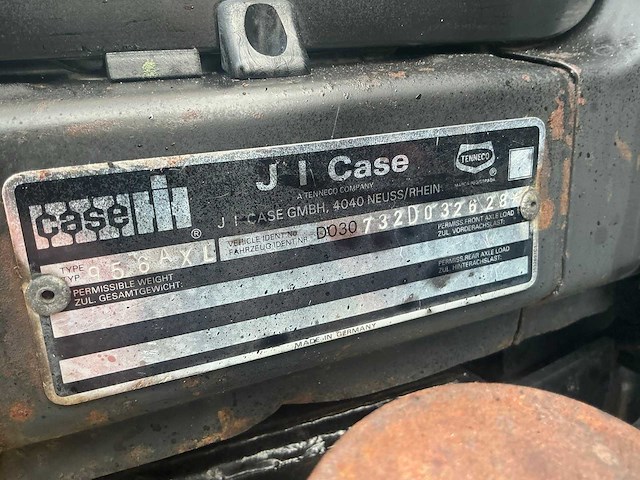 J I Case
A TENNECO COMPANY
TENNECO
case IH ®
J I CASE GMBH, 4040 NEUSS/RHEIN
TYPE
TYP
956AXL
VEHICLE IDENT NO
FAHRZEUG-IDENT.NR
D030732D032628
PERMISS.FRONT AXLE LOAD
ZUL. VORDERACHSLAST:
PERMISSIBLE WEIGHT
ZUL. GESAMTGEWICHT:
PERMISS.REAR AXLE LOAD
ZUL. HINTERACHSLAST:
MADE IN GERMANY